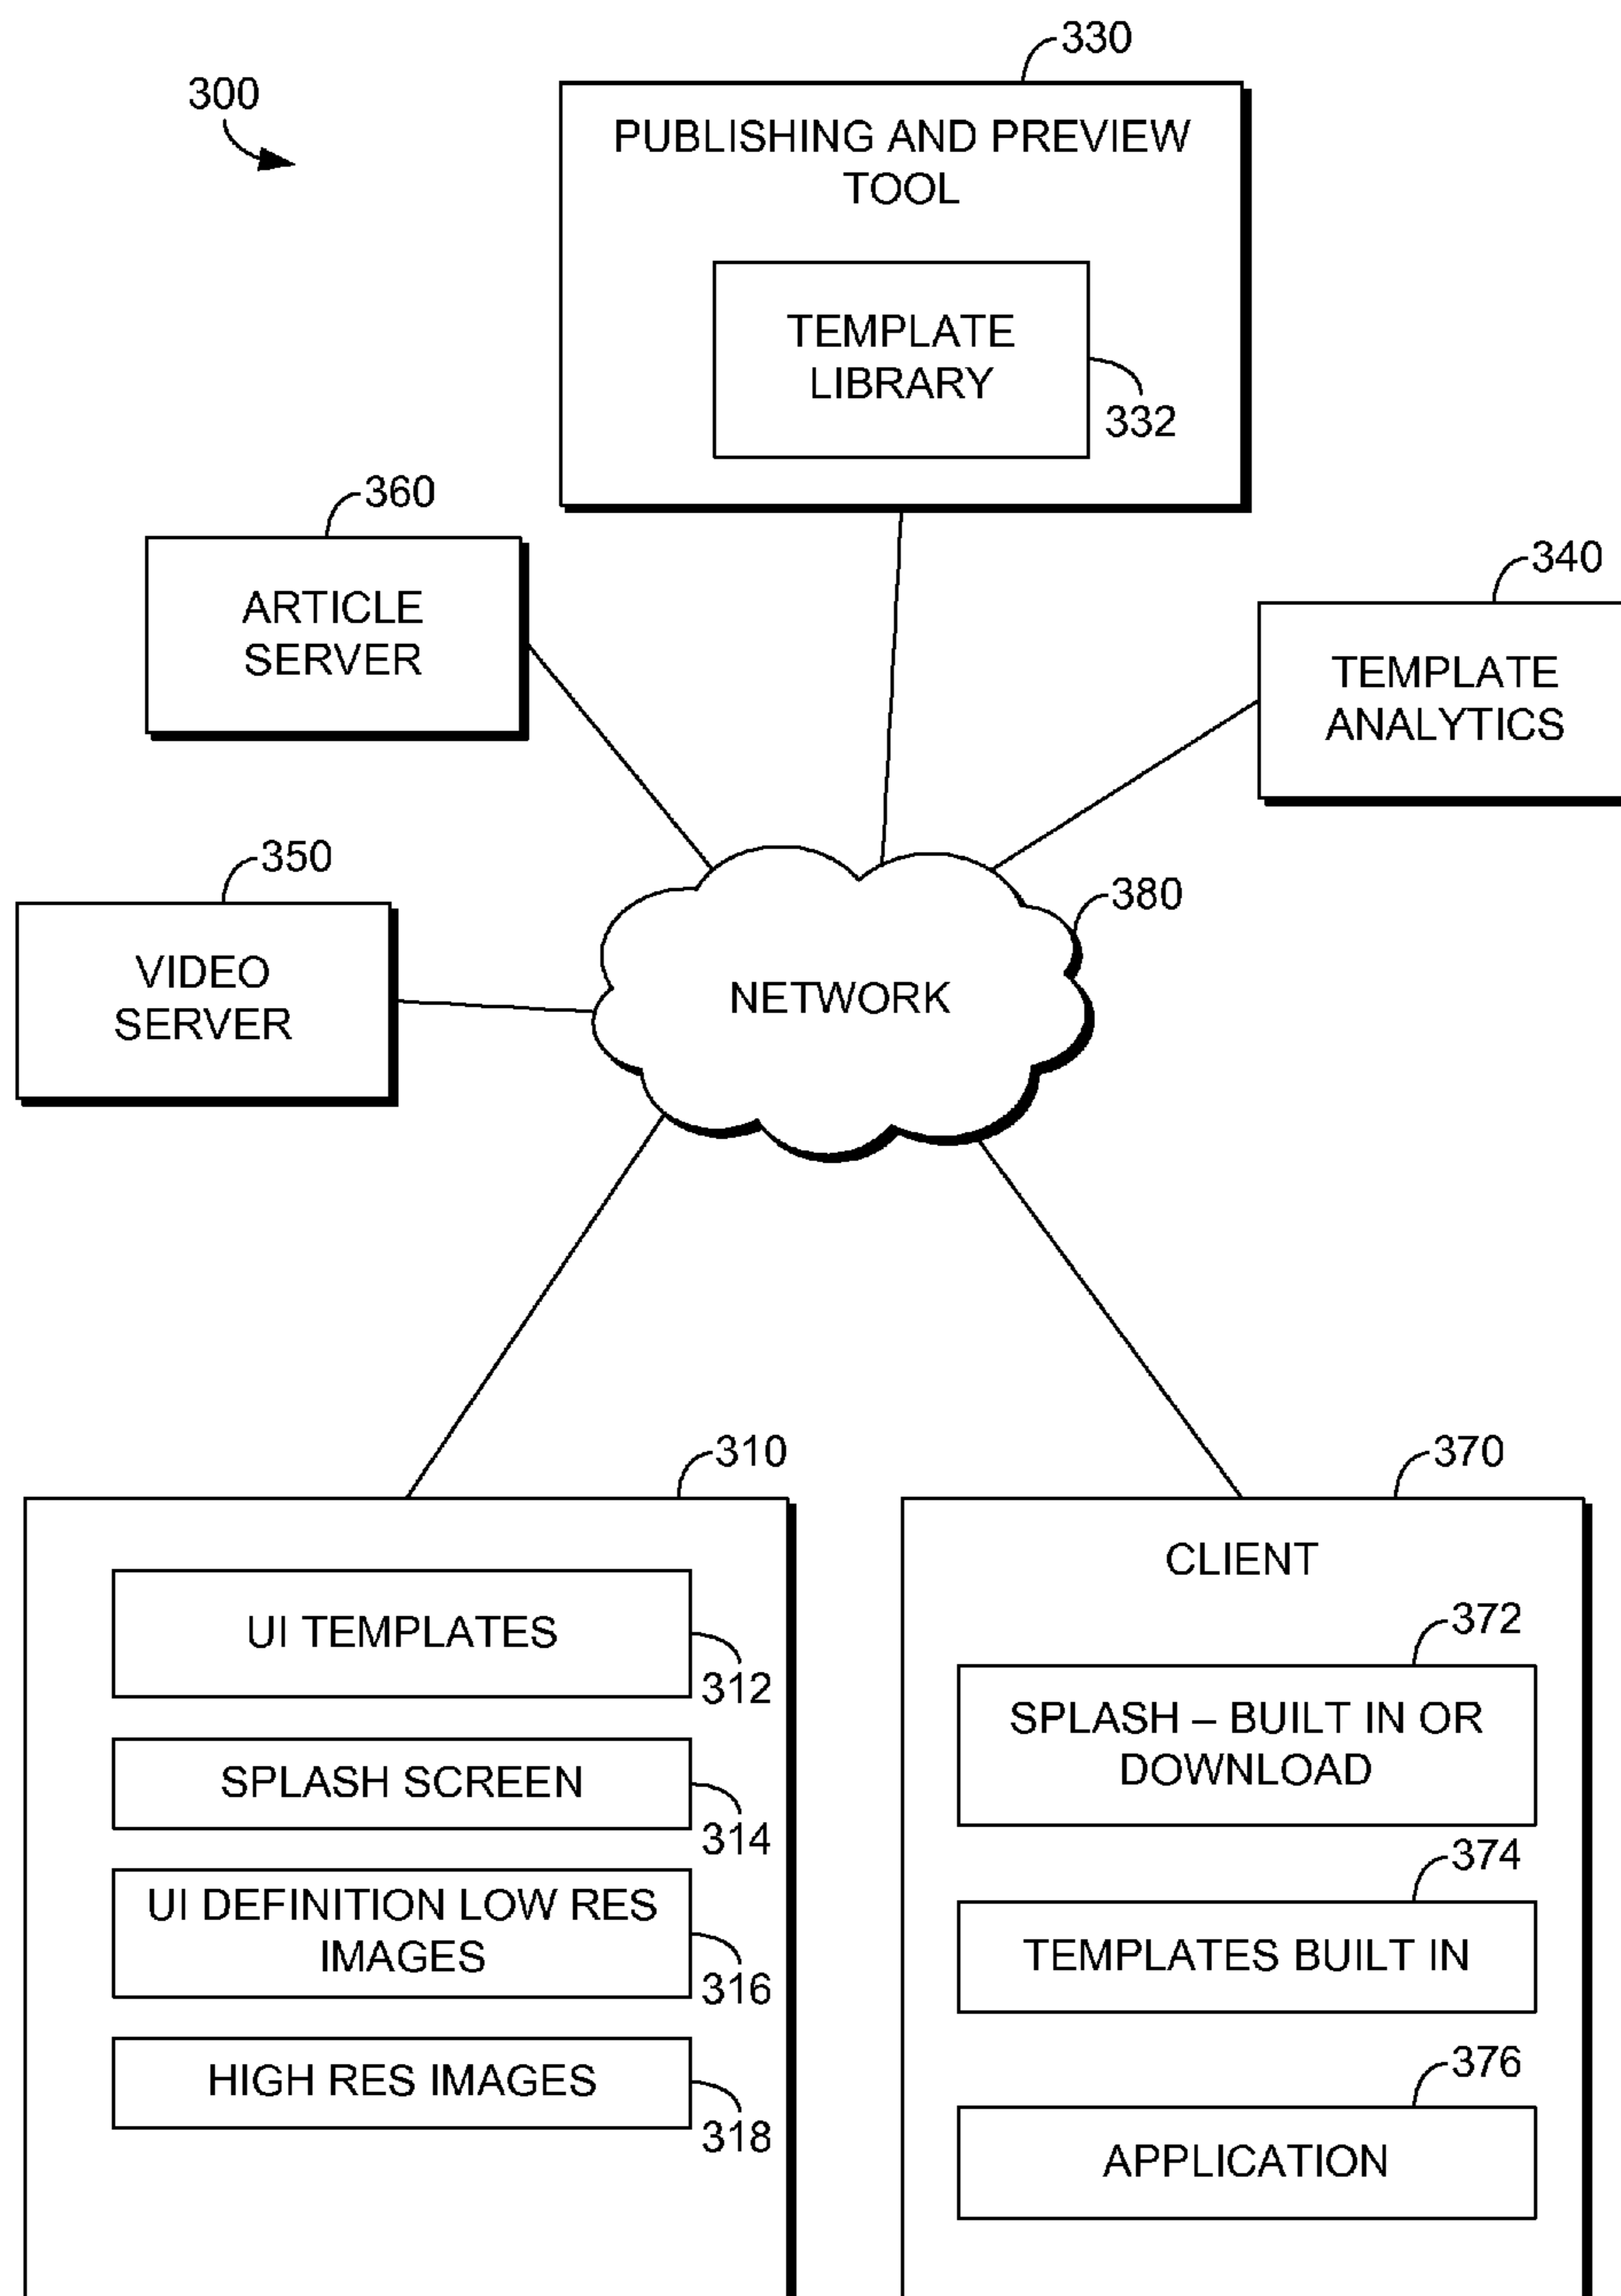 330
300
PUBLISHING AND PREVIEW
TOOL
TEMPLATE
LIBRARY
332
360
ARTICLE
SERVER
340
TEMPLATE
ANALYTICS
350
VIDEO
SERVER
380
NETWORK
310
UI TEMPLATES
312
SPLASH SCREEN
314
UI DEFINITION LOW RES
IMAGES
316
HIGH RES IMAGES
318
370
CLIENT
372
SPLASH – BUILT IN OR
DOWNLOAD
374
TEMPLATES BUILT IN
376
APPLICATION